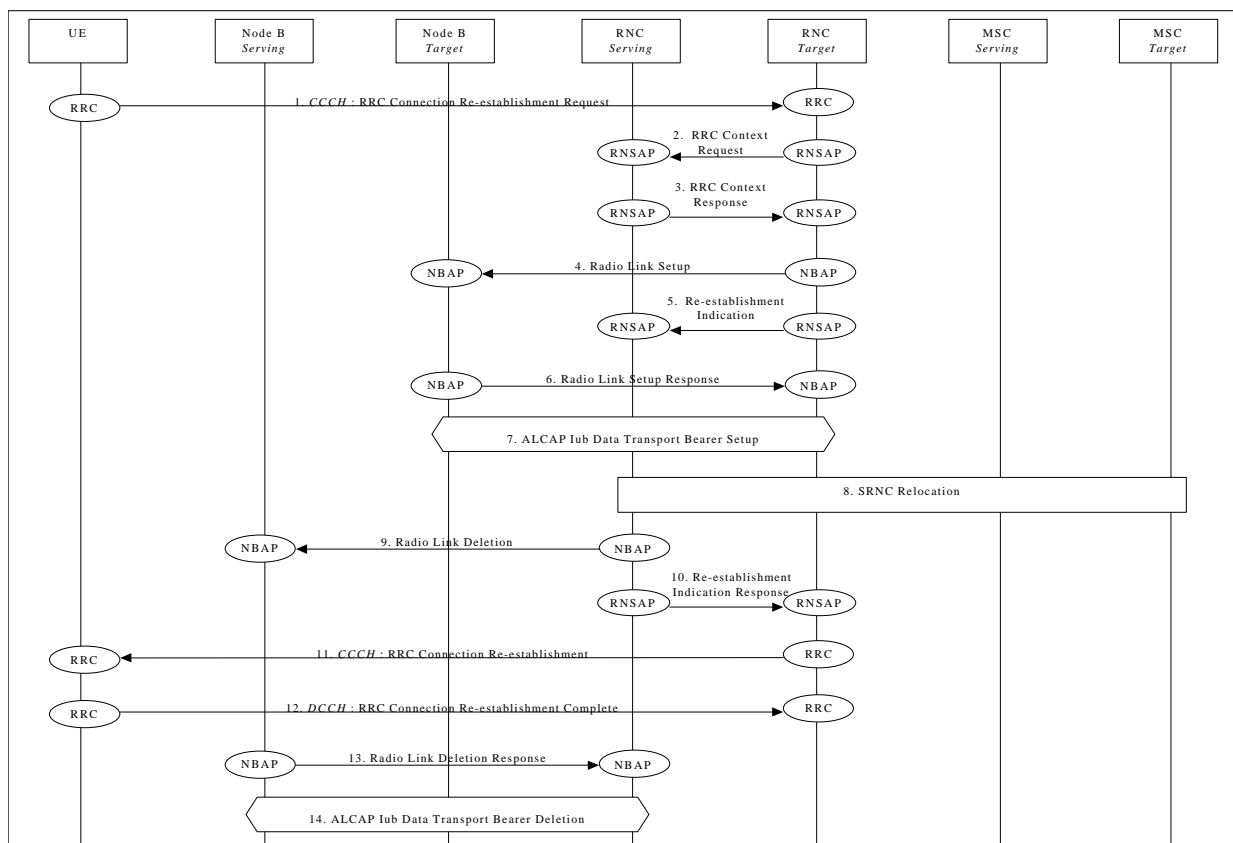 UE
Node B
Serving
Node B
Target
RNC
Serving
RNC
Target
MSC
Serving
MSC
Target
RRC
1. CCCH : RRC Connection Re-establishment Request
RRC
2. RRC Context
Request
RNSAP
RNSAP
3. RRC Context
Response
RNSAP
RNSAP
NBAP
4. Radio Link Setup
NBAP
5. Re-establishment
Indication
RNSAP
RNSAP
NBAP
6. Radio Link Setup Response
NBAP
7. ALCAP Iub Data Transport Bearer Setup
8. SRNC Relocation
NBAP
9. Radio Link Deletion
NBAP
10. Re-establishment
Indication Response
RNSAP
RNSAP
RRC
11. CCCH : RRC Connection Re-establishment
RRC
RRC
12. DCCH : RRC Connection Re-establishment Complete
RRC
NBAP
13. Radio Link Deletion Response
NBAP
14. ALCAP Iub Data Transport Bearer Deletion